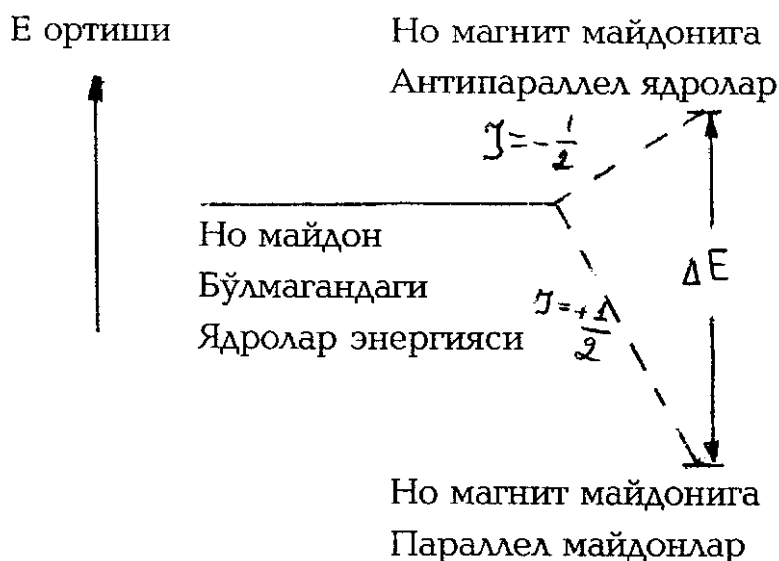 Е ортиши
Но магнит майдонига
Антипараллел ядролар
J = - 1/2
Но майдон
Бўлмагандаги
Ядролар энергияси
J = + 1/2
ΔE
Но магнит майдонига
Параллел майдонлар